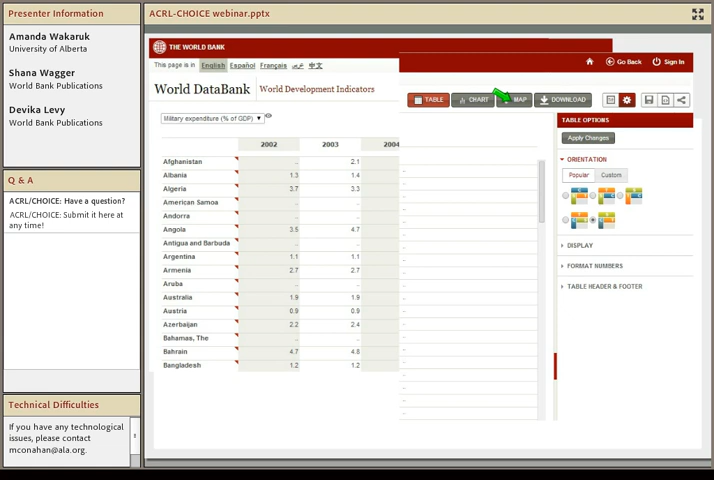 Presenter Information
Amanda Wakaruk
University of Alberta
Shana Wagger
World Bank Publications
Devika Levy
World Bank Publications
Q & A
ACRL/CHOICE: Have a question?
ACRL/CHOICE: Submit it here at
any time!
Technical Difficulties
If you have any technological
issues, please contact
mconahan@ala.org.
ACRL-CHOICE webinar.pptx
THE WORLD BANK
This page is in English Español Français عربي 中文
Go Back Sign In
World DataBank World Development Indicators
TABLE CHART MAP DOWNLOAD
Military expenditure (% of GDP)
2002 2003 2004
Afghanistan .. 2.1
Albania 1.3 1.4
Algeria 3.7 3.3
American Samoa .. ..
Andorra .. ..
Angola 3.5 4.7
Antigua and Barbuda .. ..
Argentina 1.1 1.1
Armenia 2.7 2.7
Aruba .. ..
Australia 1.9 1.9
Austria 0.9 0.9
Azerbaijan 2.2 2.4
Bahamas, The .. ..
Bahrain 4.7 4.8
Bangladesh 1.2 1.2
TABLE OPTIONS
Apply Changes
ORIENTATION
Popular Custom
DISPLAY
FORMAT NUMBERS
TABLE HEADER & FOOTER